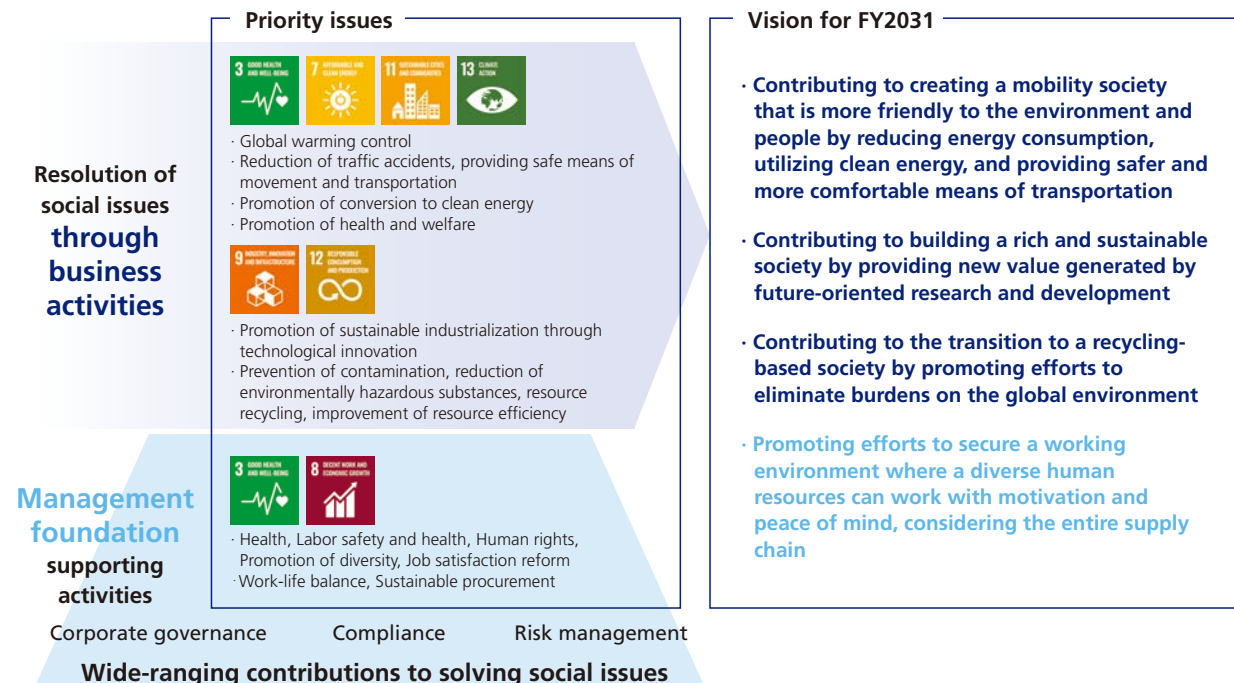 Priority issues
Vision for FY2031
Resolution of
social issues
through
business
activities
3 GOOD HEALTH
AND WELL-BEING
7 AFFORDABLE AND
CLEAN ENERGY
11 SUSTAINABLE CITIES
AND COMMUNITIES
13 CLIMATE
ACTION
· Global warming control
· Reduction of traffic accidents, providing safe means of
movement and transportation
· Promotion of conversion to clean energy
· Promotion of health and welfare
9 INDUSTRY, INNOVATION
AND INFRASTRUCTURE
12 RESPONSIBLE
CONSUMPTION
AND PRODUCTION
· Promotion of sustainable industrialization through
technological innovation
· Prevention of contamination, reduction of
environmentally hazardous substances, resource
recycling, improvement of resource efficiency
Management
foundation
supporting
activities
3 GOOD HEALTH
AND WELL-BEING
8 DECENT WORK AND
ECONOMIC GROWTH
· Health, Labor safety and health, Human rights,
Promotion of diversity, Job satisfaction reform
· Work-life balance, Sustainable procurement
· Contributing to creating a mobility society
that is more friendly to the environment and
people by reducing energy consumption,
utilizing clean energy, and providing safer and
more comfortable means of transportation
· Contributing to building a rich and sustainable
society by providing new value generated by
future-oriented research and development
· Contributing to the transition to a recycling-
based society by promoting efforts to
eliminate burdens on the global environment
· Promoting efforts to secure a working
environment where a diverse human
resources can work with motivation and
peace of mind, considering the entire supply
chain
Corporate governance
Compliance
Risk management
Wide-ranging contributions to solving social issues